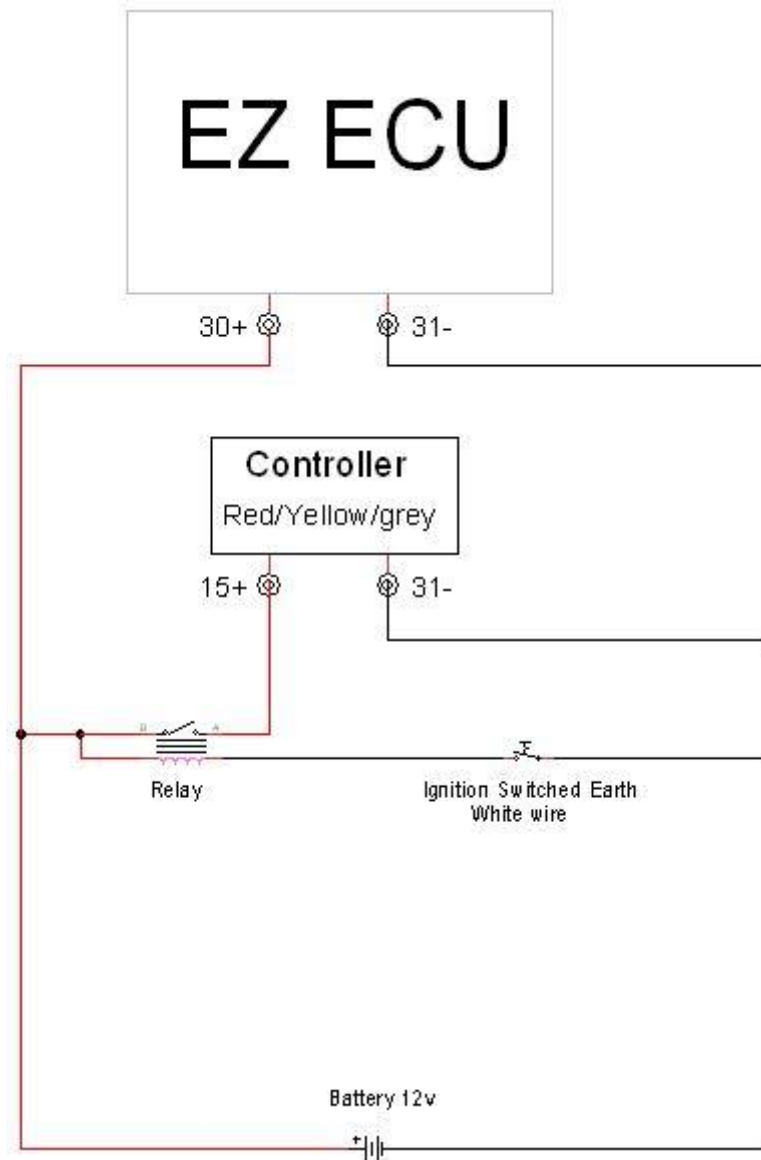 EZ ECU
30+
31-
Controller
Red/Yellow/grey
15+
31-
B
A
Relay
Ignition Switched Earth
White wire
Battery 12v
+